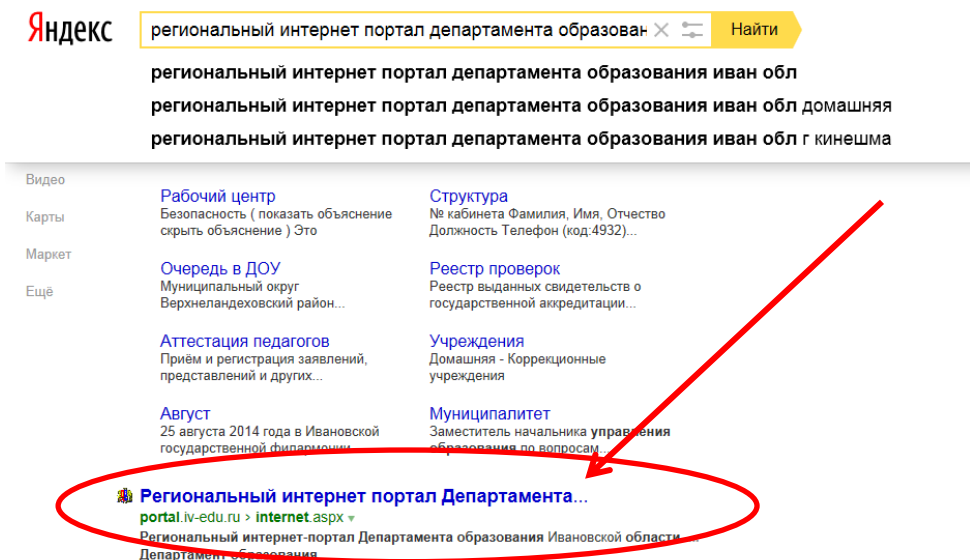 Яндекс
региональный интернет портал департамента образован
Найти
региональный интернет портал департамента образования иван обл
региональный интернет портал департамента образования иван обл домашняя
региональный интернет портал департамента образования иван обл г кинешма
Видео
Карты
Маркет
Ещё
Рабочий центр
Безопасность ( показать объяснение
скрыть объяснение ) Это
Структура
№ кабинета Фамилия, Имя, Отчество
Должность Телефон (код:4932)...
Очередь в ДОУ
Муниципальный округ
Верхнеландеховский район...
Реестр проверок
Реестр выданных свидетельств о
государственной аккредитации...
Аттестация педагогов
Приём и регистрация заявлений,
представлений и других...
Учреждения
Домашняя - Коррекционные
учреждения
Август
25 августа 2014 года в Ивановской
государственной филармонии
Муниципалитет
Заместитель начальника управления
образования по вопросам...
Региональный интернет портал Департамента...
portal.iv-edu.ru > internet.aspx
Региональный интернет-портал Департамента образования Ивановской области
Департамент образования